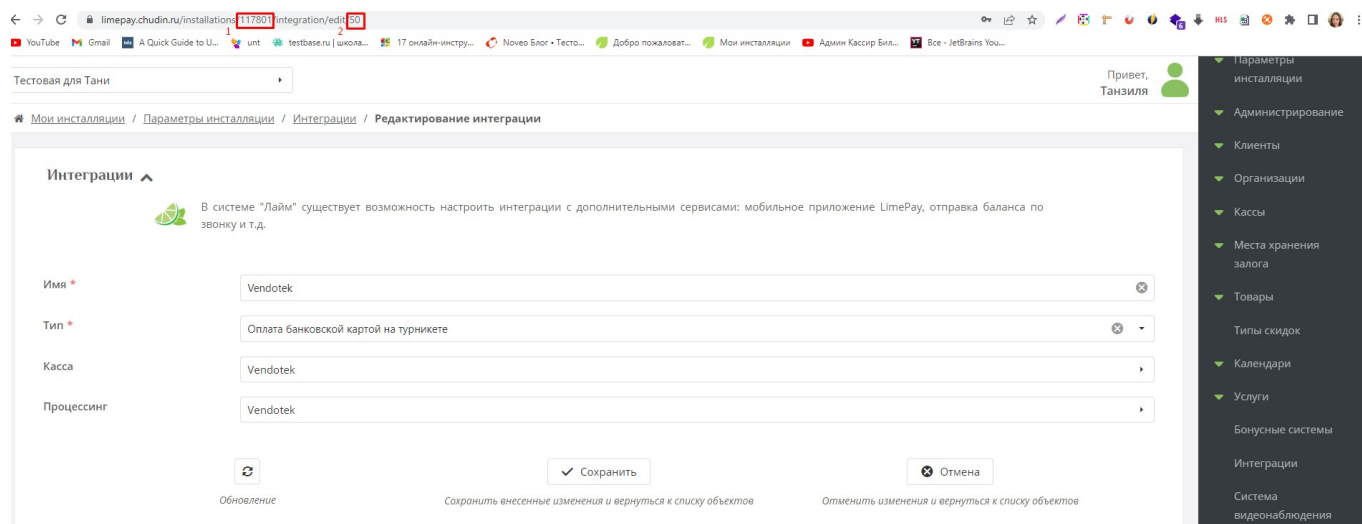 limepay.chudin.ru/installations/117801/integration/edit/50
1 2
YouTube Gmail A Quick Guide to U... unt testbase.ru | школа... 17 онлайн-инстру... Noveo Блог • Тесто... Добро пожаловат... Мои инсталляции Админ Кассир Бил... Все - JetBrains You...
Тестовая для Тани
Привет,
Танзиля
Мои инсталляции / Параметры инсталляции / Интеграции / Редактирование интеграции
Интеграции
В системе "Лайм" существует возможность настроить интеграции с дополнительными сервисами: мобильное приложение LimePay, отправка баланса по
звонку и т.д.
Имя *
Vendotek
Тип *
Оплата банковской картой на турникете
Касса
Vendotek
Процессинг
Vendotek
Обновление
Сохранить
Сохранить внесенные изменения и вернуться к списку объектов
Отмена
Отменить изменения и вернуться к списку объектов
Параметры
инсталляции
Администрирование
Клиенты
Организации
Кассы
Места хранения
залога
Товары
Типы скидок
Календари
Услуги
Бонусные системы
Интеграции
Система
видеонаблюдения
HLS
6